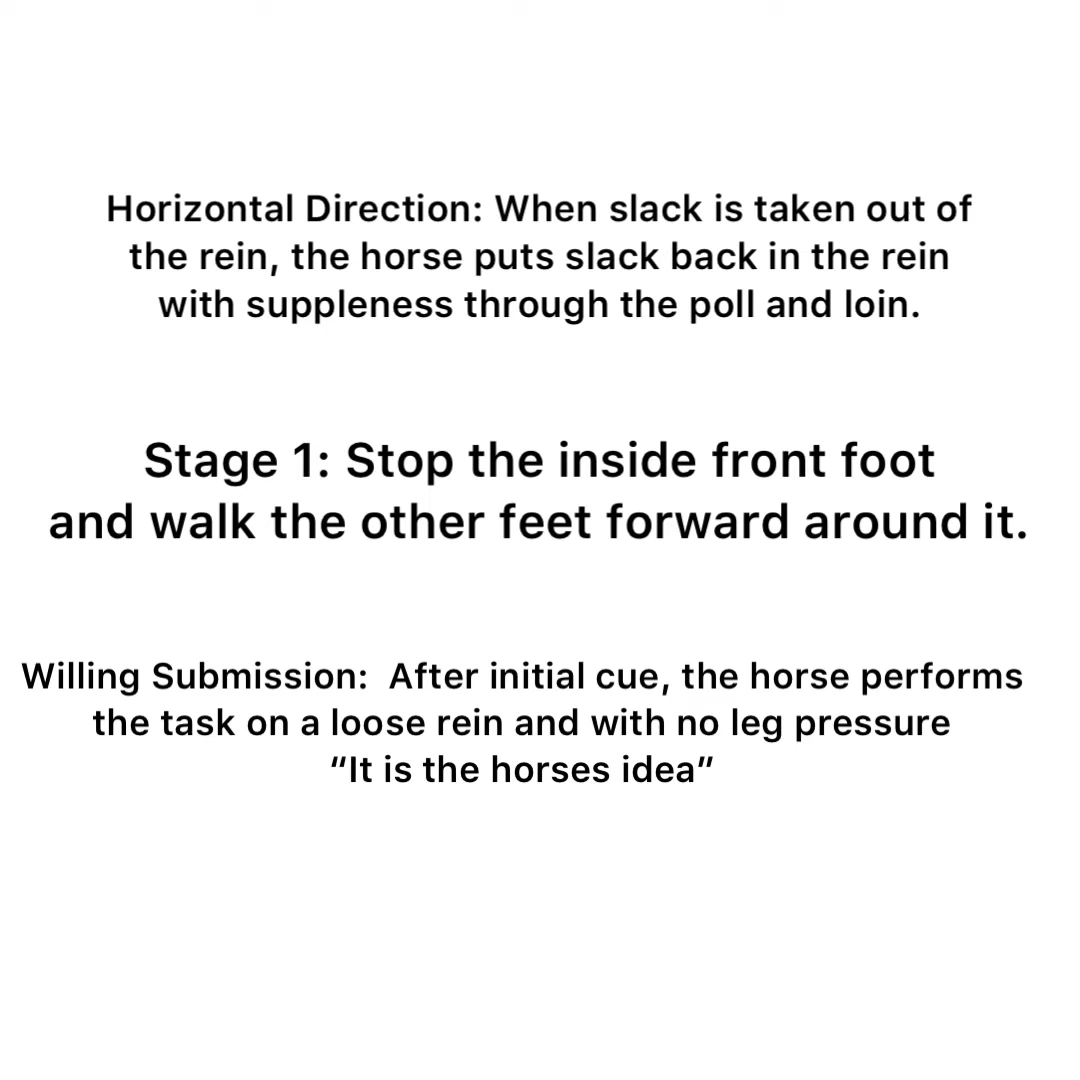 Horizontal Direction: When slack is taken out of
the rein, the horse puts slack back in the rein
with suppleness through the poll and loin.
Stage 1: Stop the inside front foot
and walk the other feet forward around it.
Willing Submission:  After initial cue, the horse performs
the task on a loose rein and with no leg pressure
“It is the horses idea”